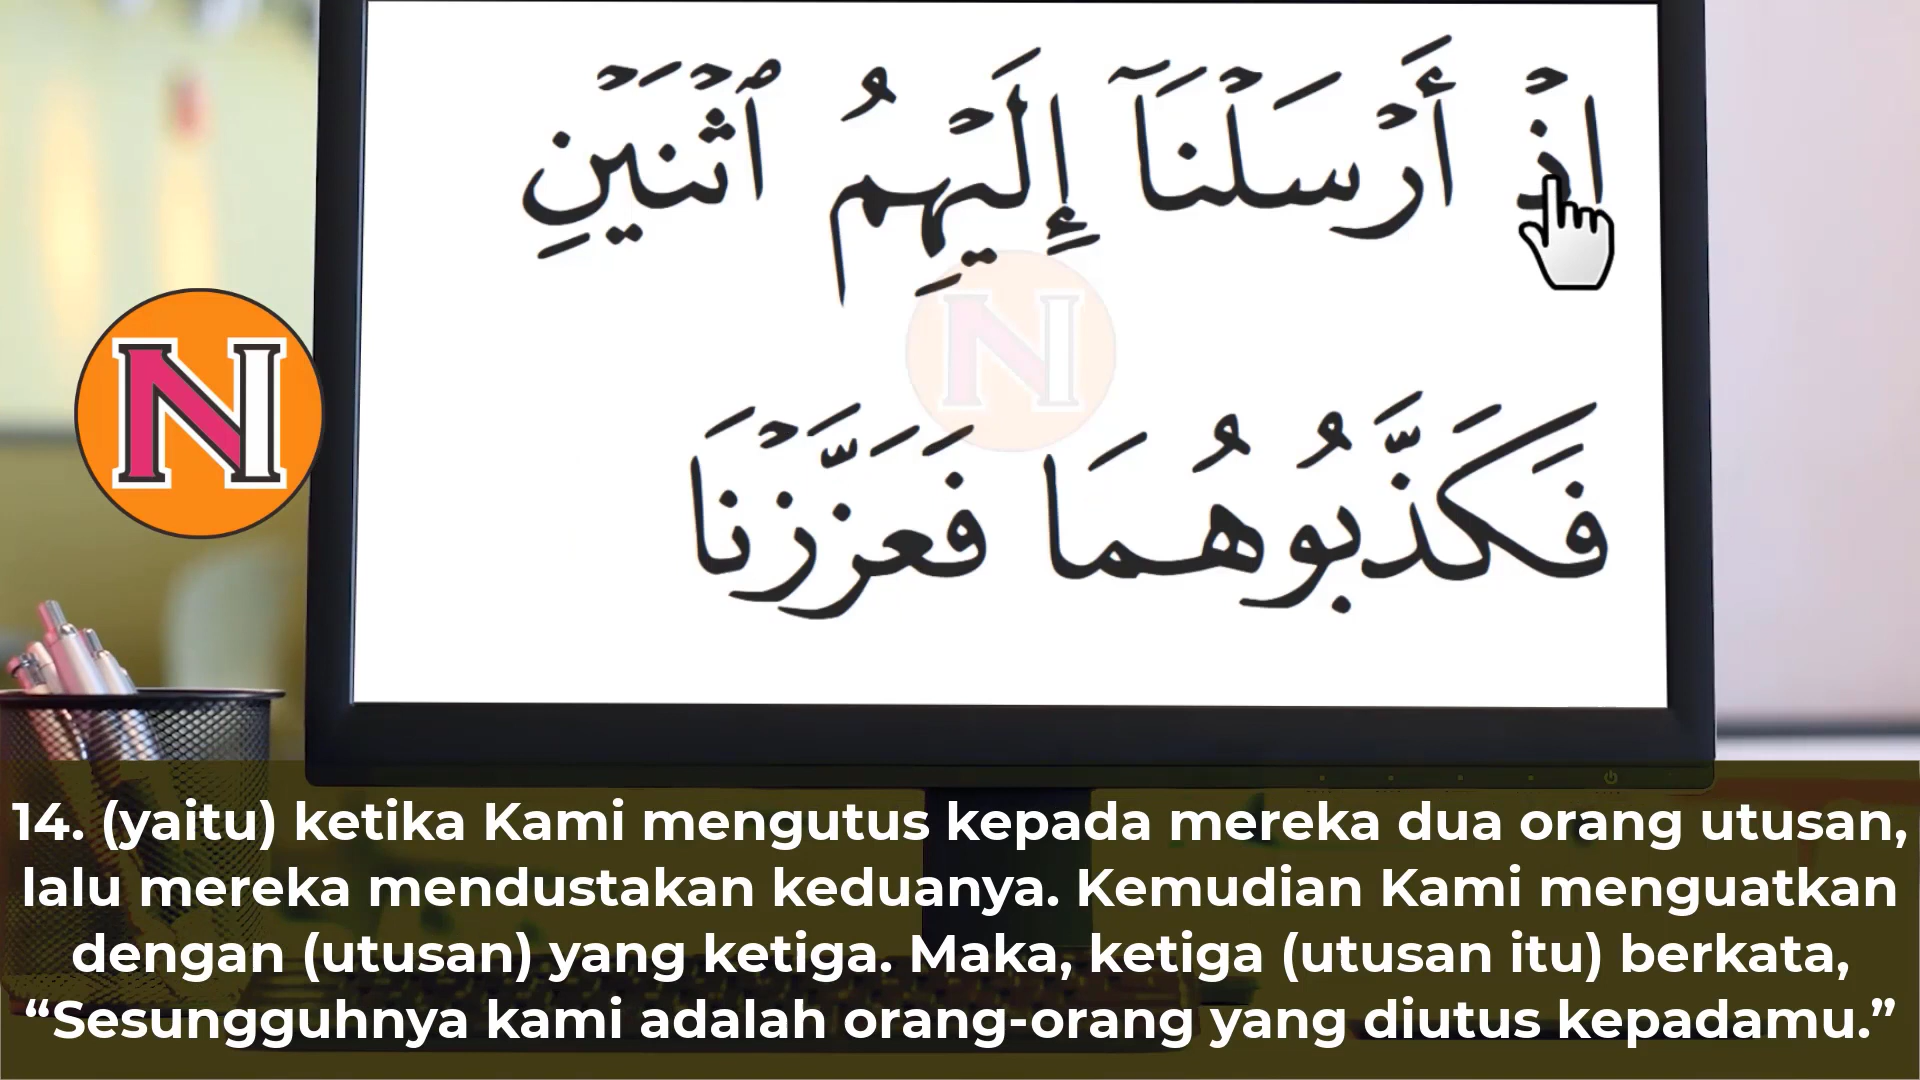 اذْ أَرْسَلْنَآ إِلَيْهِمُ ٱثْنَيْنِ
فَكَذَّبُوهُمَا فَعَزَّزْنَا
N
N
14. (yaitu) ketika Kami mengutus kepada mereka dua orang utusan,
lalu mereka mendustakan keduanya. Kemudian Kami menguatkan
dengan (utusan) yang ketiga. Maka, ketiga (utusan itu) berkata,
“Sesungguhnya kami adalah orang-orang yang diutus kepadamu.”